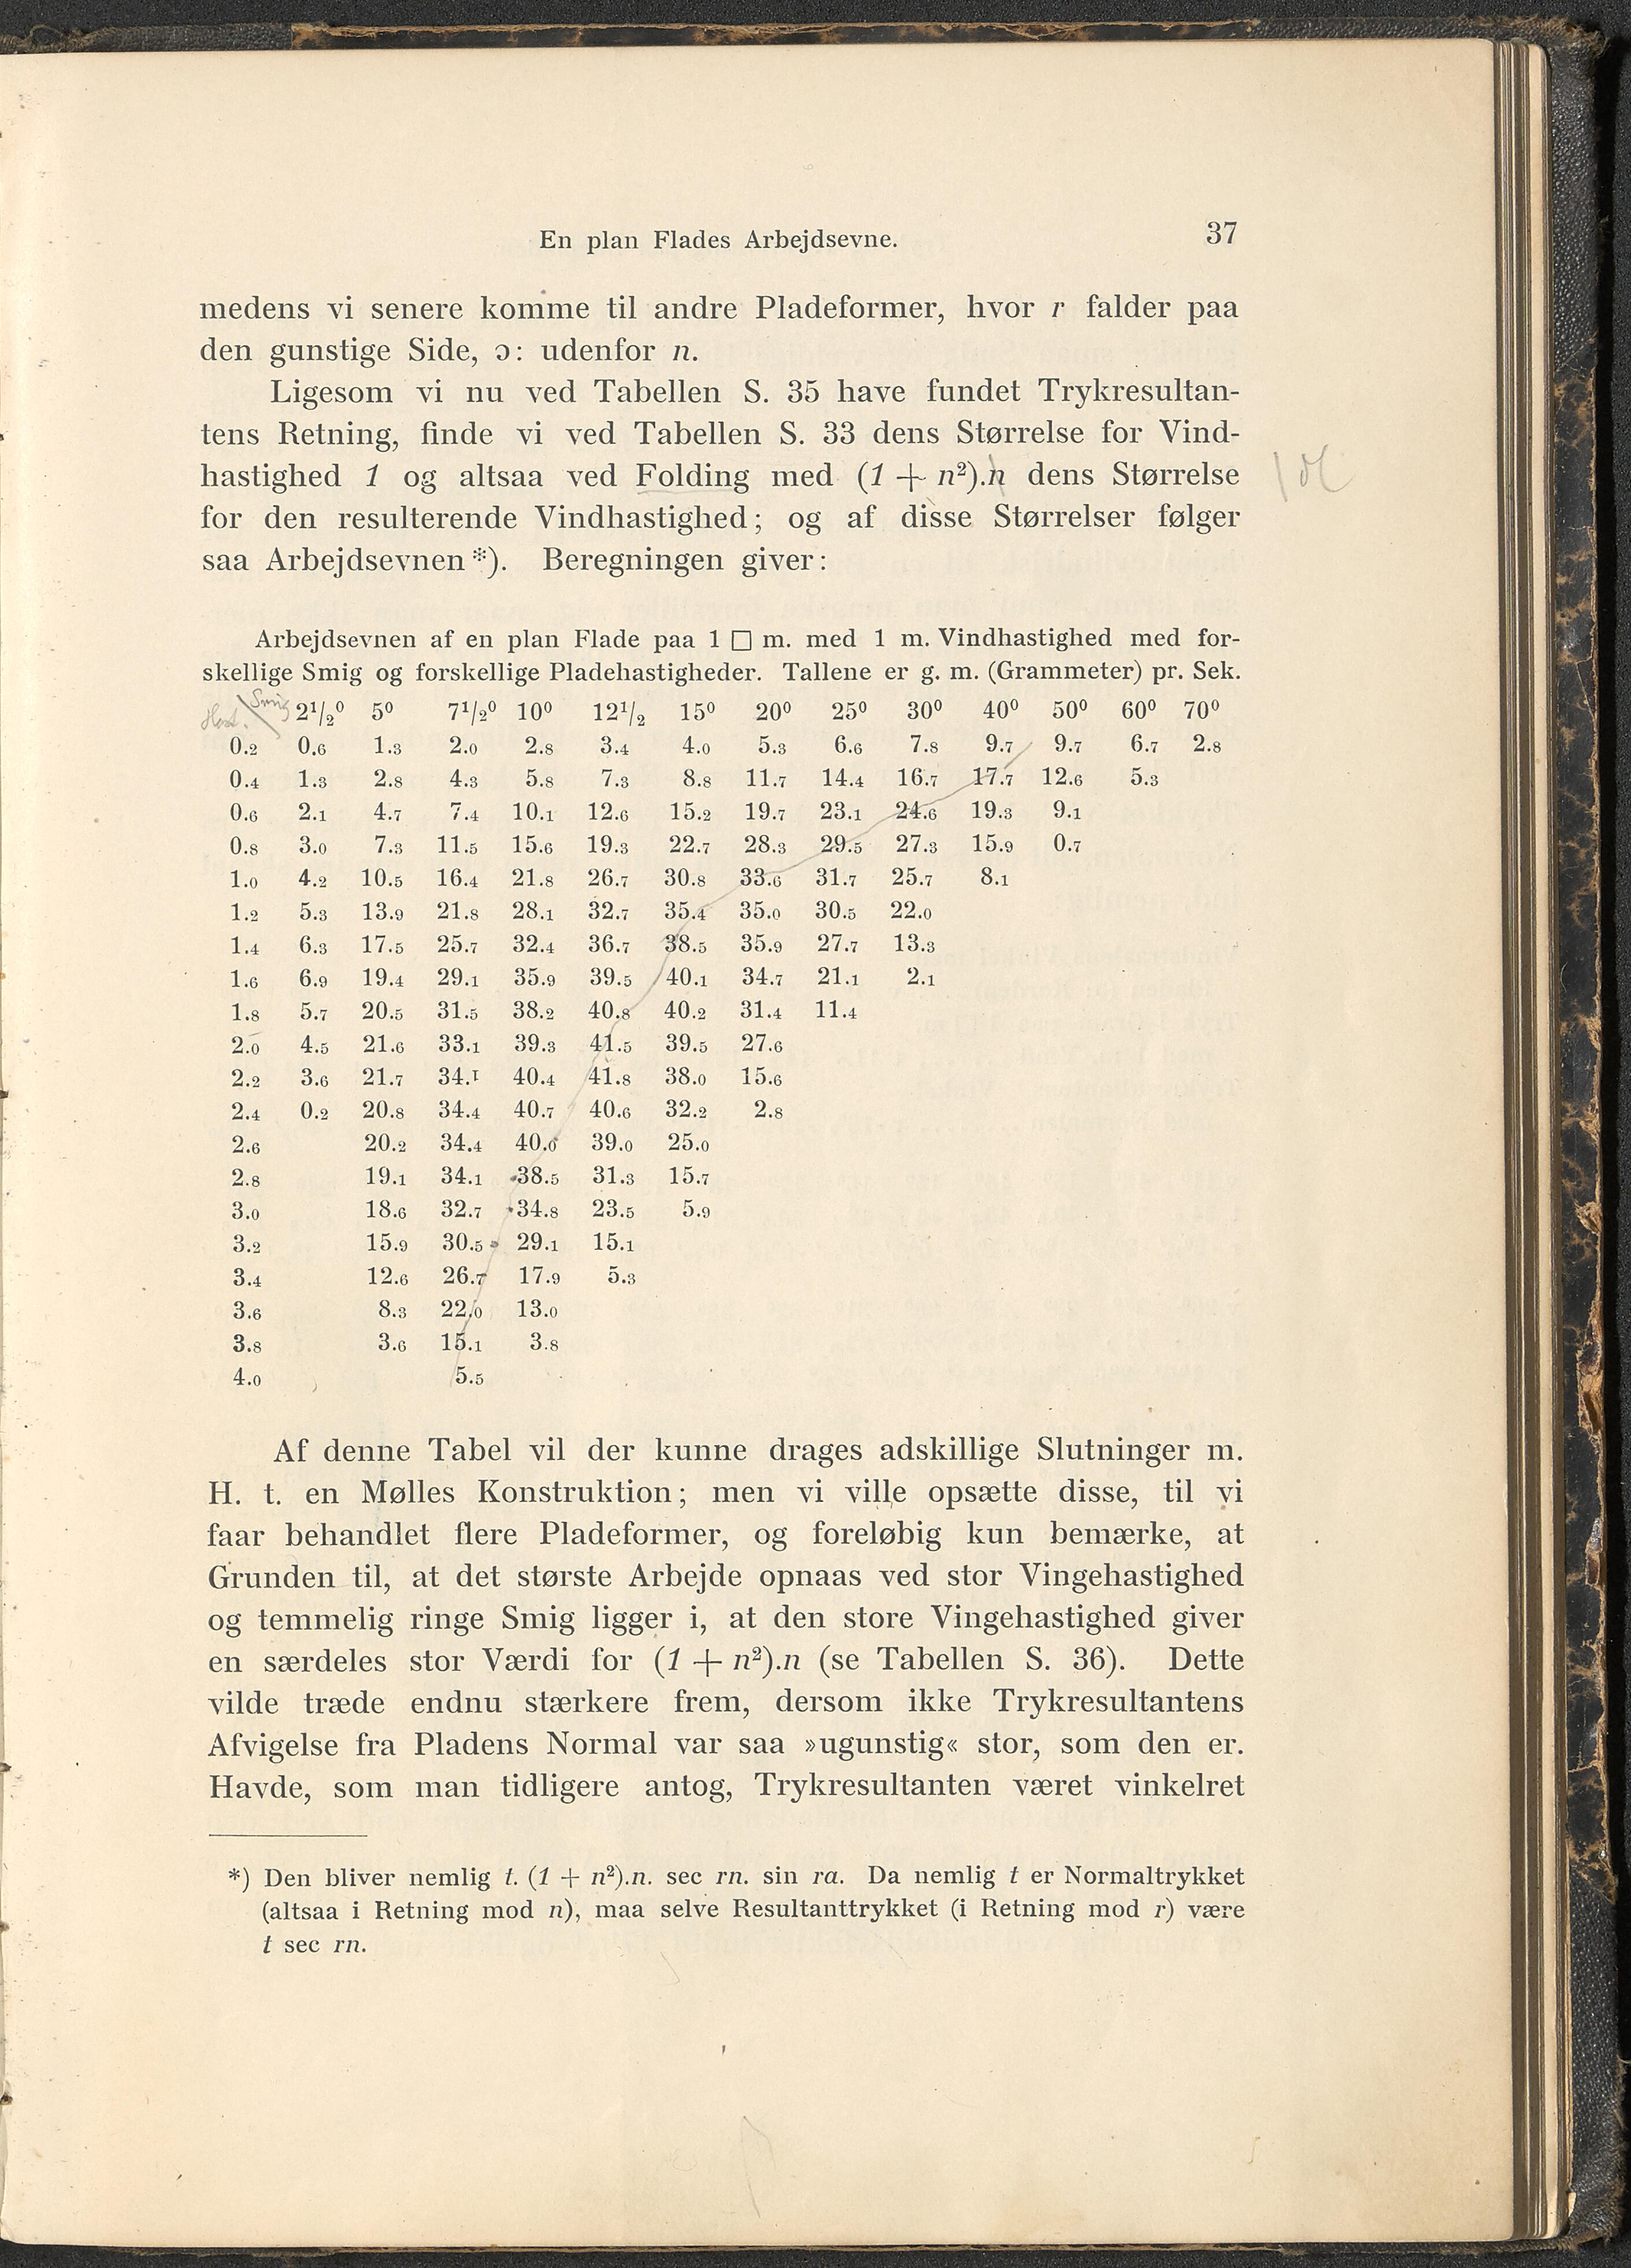 En plan Flades Arbejdsevne. 37
medens vi senere komme til andre Pladeformer, hvor r falder paa
den gunstige Side, ɔ: udenfor n.
Ligesom vi nu ved Tabellen S. 35 have fundet Trykresultan-
tens Retning, finde vi ved Tabellen S. 33 dens Størrelse for Vind-
hastighed 1 og altsaa ved Folding med (1 + n²).n dens Størrelse
for den resulterende Vindhastighed; og af disse Størrelser følger
saa Arbejdsevnen *). Beregningen giver:
Arbejdsevnen af en plan Flade paa 1 □ m. med 1 m. Vindhastighed med for-
skellige Smig og forskellige Pladehastigheder. Tallene er g. m. (Grammeter) pr. Sek.
Hast. Smig 2¹/₂⁰ 5⁰ 7¹/₂⁰ 10⁰ 12¹/₂ 15⁰ 20⁰ 25⁰ 30⁰ 40⁰ 50⁰ 60⁰ 70⁰
0.2 0.6 1.3 2.0 2.8 3.4 4.0 5.3 6.6 7.8 9.7 9.7 6.7 2.8
0.4 1.3 2.8 4.3 5.8 7.3 8.8 11.7 14.4 16.7 17.7 12.6 5.3
0.6 2.1 4.7 7.4 10.1 12.6 15.2 19.7 23.1 24.6 19.3 9.1
0.8 3.0 7.3 11.5 15.6 19.3 22.7 28.3 29.5 27.3 15.9 0.7
1.0 4.2 10.5 16.4 21.8 26.7 30.8 33.6 31.7 25.7 8.1
1.2 5.3 13.9 21.8 28.1 32.7 35.4 35.0 30.5 22.0
1.4 6.3 17.5 25.7 32.4 36.7 38.5 35.9 27.7 13.3
1.6 6.9 19.4 29.1 35.9 39.5 40.1 34.7 21.1 2.1
1.8 5.7 20.5 31.5 38.2 40.8 40.2 31.4 11.4
2.0 4.5 21.6 33.1 39.3 41.5 39.5 27.6
2.2 3.6 21.7 34.1 40.4 41.8 38.0 15.6
2.4 0.2 20.8 34.4 40.7 40.6 32.2 2.8
2.6 20.2 34.4 40.0 39.0 25.0
2.8 19.1 34.1 38.5 31.3 15.7
3.0 18.6 32.7 34.8 23.5 5.9
3.2 15.9 30.5 29.1 15.1
3.4 12.6 26.7 17.9 5.3
3.6 8.3 22.0 13.0
3.8 3.6 15.1 3.8
4.0 5.5
Af denne Tabel vil der kunne drages adskillige Slutninger m.
H. t. en Mølles Konstruktion; men vi ville opsætte disse, til vi
faar behandlet flere Pladeformer, og foreløbig kun bemærke, at
Grunden til, at det største Arbejde opnaas ved stor Vingehastighed
og temmelig ringe Smig ligger i, at den store Vingehastighed giver
en særdeles stor Værdi for (1 + n²).n (se Tabellen S. 36). Dette
vilde træde endnu stærkere frem, dersom ikke Trykresultantens
Afvigelse fra Pladens Normal var saa »ugunstig« stor, som den er.
Havde, som man tidligere antog, Trykresultanten været vinkelret
*) Den bliver nemlig t. (1 + n²).n. sec rn. sin ra. Da nemlig t er Normaltrykket
(altsaa i Retning mod n), maa selve Resultanttrykket (i Retning mod r) være
t sec rn.